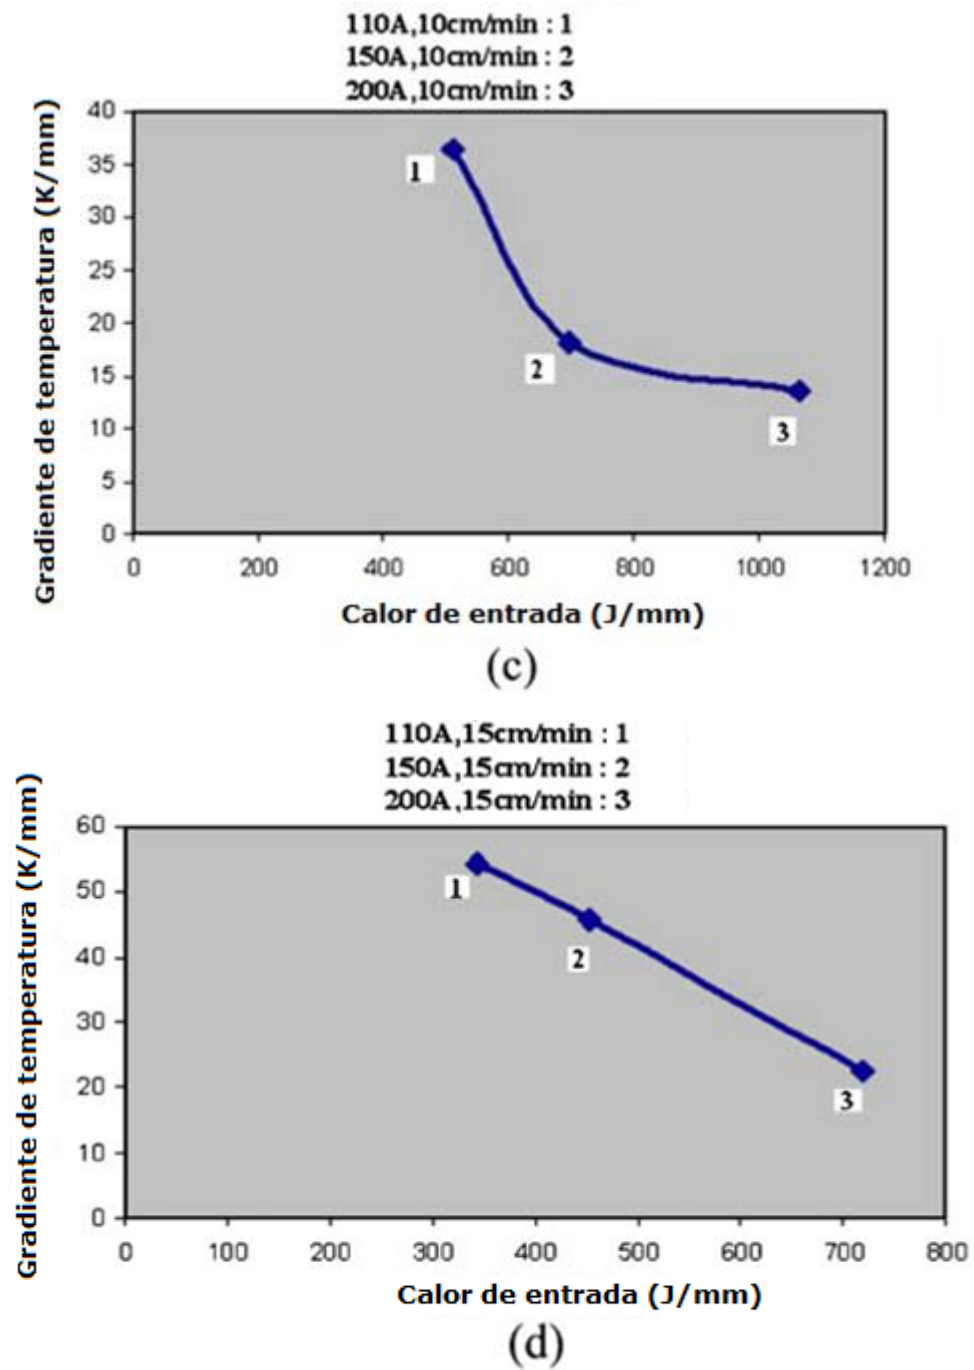 110A,10cm/min : 1
150A,10cm/min : 2
200A,10cm/min : 3
Gradiente de temperatura (K/mm)
40
35
30
25
20
15
10
5
0
1
2
3
0 200 400 600 800 1000 1200
Calor de entrada (J/mm)
(c)
110A,15cm/min : 1
150A,15cm/min : 2
200A,15cm/min : 3
Gradiente de temperatura (K/mm)
60
50
40
30
20
10
0
1
2
3
0 100 200 300 400 500 600 700 800
Calor de entrada (J/mm)
(d)